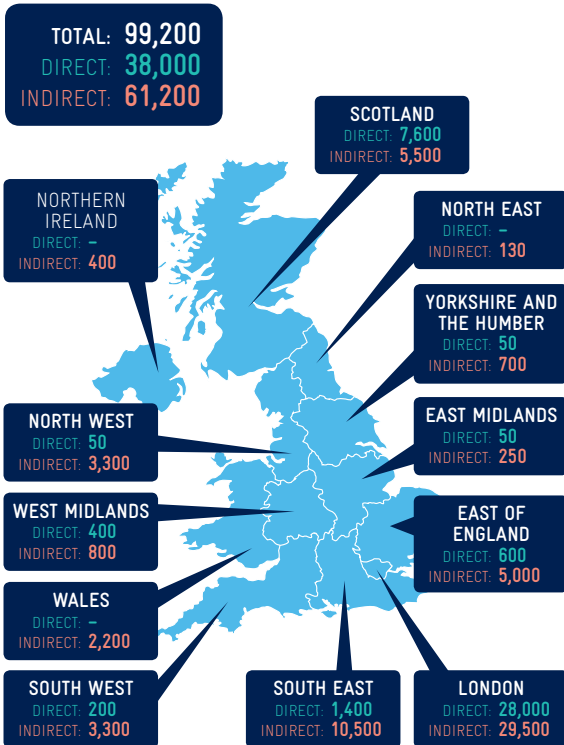 TOTAL: 99,200
DIRECT: 38,000
INDIRECT: 61,200
SCOTLAND
DIRECT: 7,600
INDIRECT: 5,500
NORTHERN
IRELAND
DIRECT: –
INDIRECT: 400
NORTH EAST
DIRECT: –
INDIRECT: 130
YORKSHIRE AND
THE HUMBER
DIRECT: 50
INDIRECT: 700
NORTH WEST
DIRECT: 50
INDIRECT: 3,300
EAST MIDLANDS
DIRECT: 50
INDIRECT: 250
WEST MIDLANDS
DIRECT: 400
INDIRECT: 800
EAST OF
ENGLAND
DIRECT: 600
INDIRECT: 5,000
WALES
DIRECT: –
INDIRECT: 2,200
SOUTH WEST
DIRECT: 200
INDIRECT: 3,300
SOUTH EAST
DIRECT: 1,400
INDIRECT: 10,500
LONDON
DIRECT: 28,000
INDIRECT: 29,500